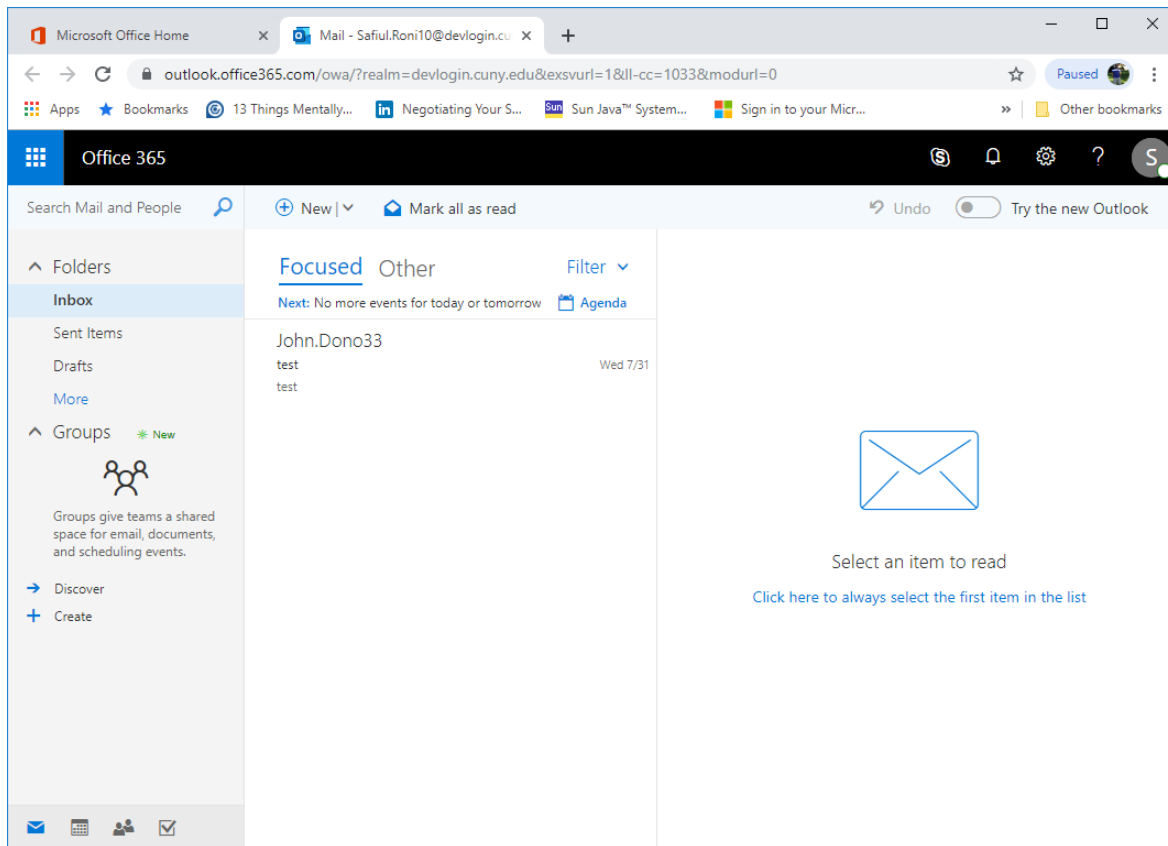 Microsoft Office Home
Mail - Safiul.Roni10@devlogin.cu
outlook.office365.com/owa/?realm=devlogin.cuny.edu&exsvurl=1&ll-cc=1033&modurl=0
Paused
Apps
Bookmarks
13 Things Mentally...
in
Negotiating Your S...
Sun
Sun Java™ System...
Sign in to your Micr...
»
Other bookmarks
Office 365
S
?
S
Search Mail and People
New
Mark all as read
Undo
Try the new Outlook
Folders
Inbox
Sent Items
Drafts
More
Groups
New
Groups give teams a shared
space for email, documents,
and scheduling events.
Discover
Create
Focused
Other
Filter
Next: No more events for today or tomorrow
Agenda
John.Dono33
test
Wed 7/31
test
Select an item to read
Click here to always select the first item in the list